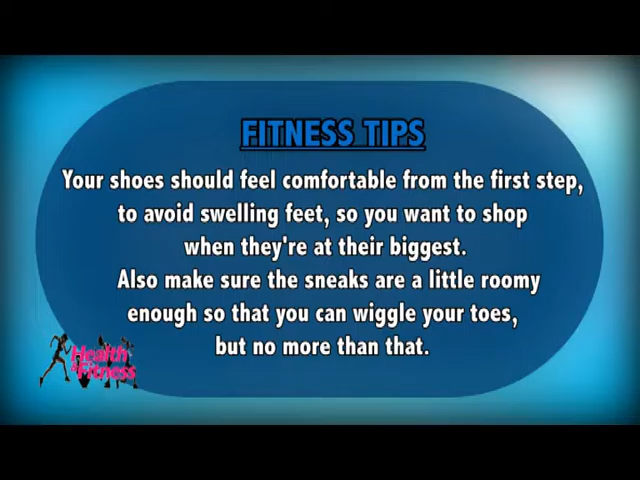 FITNESS TIPS
Your shoes should feel comfortable from the first step,
to avoid swelling feet, so you want to shop
when they're at their biggest.
Also make sure the sneaks are a little roomy
enough so that you can wiggle your toes,
but no more than that.
Health
& Fitness